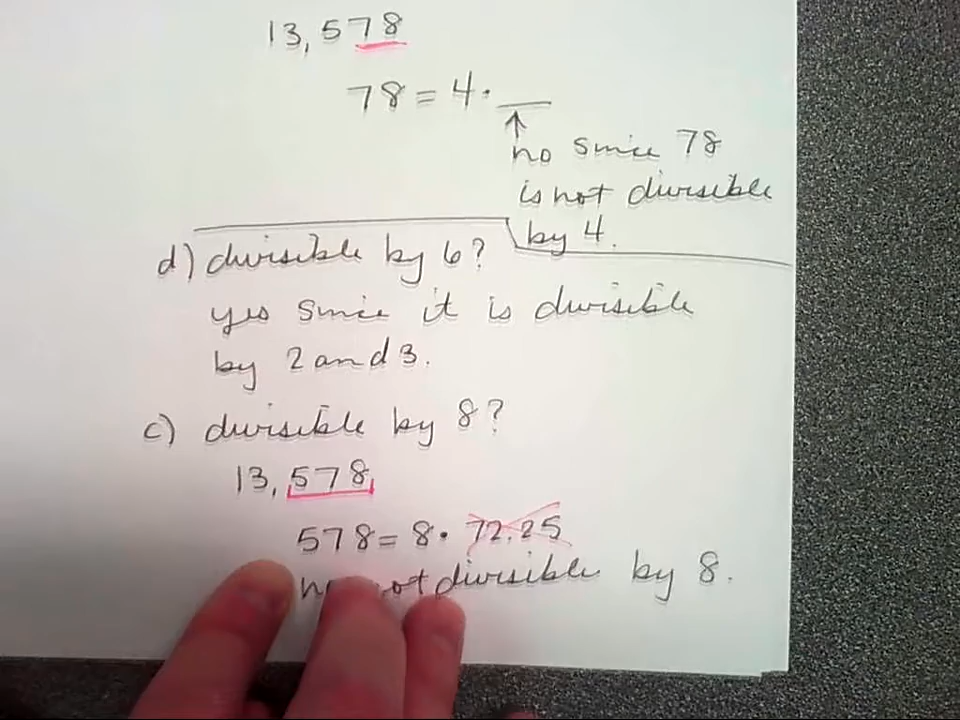 13,578
78 = 4 · __
↑
no since 78
is not divisible
by 4.
d) divisible by 6?
yes since it is divisible
by 2 and 3.
c) divisible by 8?
13,578
578 = 8 · 72.25
not divisible by 8.